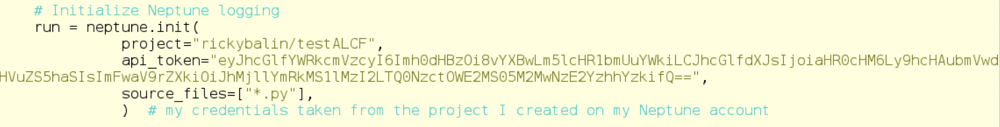 # Initialize Neptune logging
run = neptune.init(
project="rickybalin/testALCF",
api_token="eyJhcGlfYWRkcmVzcyI6Imh0dHBzOi8vYXBwLm5lcHR1bmUuYWkiLCJhcGlfdXJsIjoiaHR0cHM6Ly9hcHAubmVwd
HVuZS5haSIsImFwaV9rZXkiOiJhMjllYmRkMS1lMzI2LTQ0NzctOWE2MS05M2MwNzE2YzhhYzkifQ==",
source_files=["*.py"],
) # my credentials taken from the project I created on my Neptune account